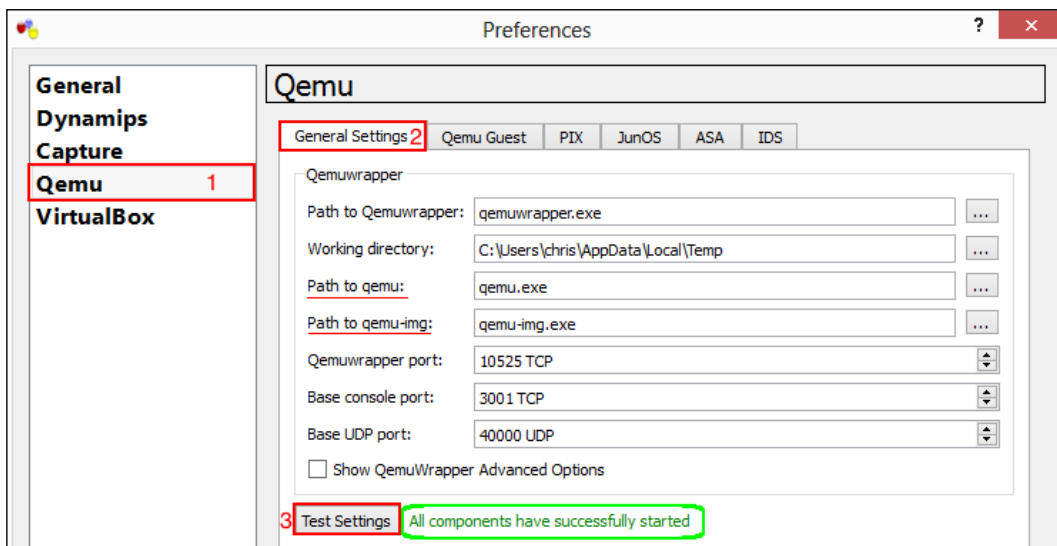 Preferences
?
×
General
Dynamips
Capture
Qemu 1
VirtualBox
Qemu
General Settings 2 Qemu Guest PIX JunOS ASA IDS
Qemuwrapper
Path to Qemuwrapper: qemuwrapper.exe ...
Working directory: C:\Users\chris\AppData\Local\Temp ...
Path to qemu: qemu.exe ...
Path to qemu-img: qemu-img.exe ...
Qemuwrapper port: 10525 TCP
Base console port: 3001 TCP
Base UDP port: 40000 UDP
Show QemuWrapper Advanced Options
3 Test Settings All components have successfully started